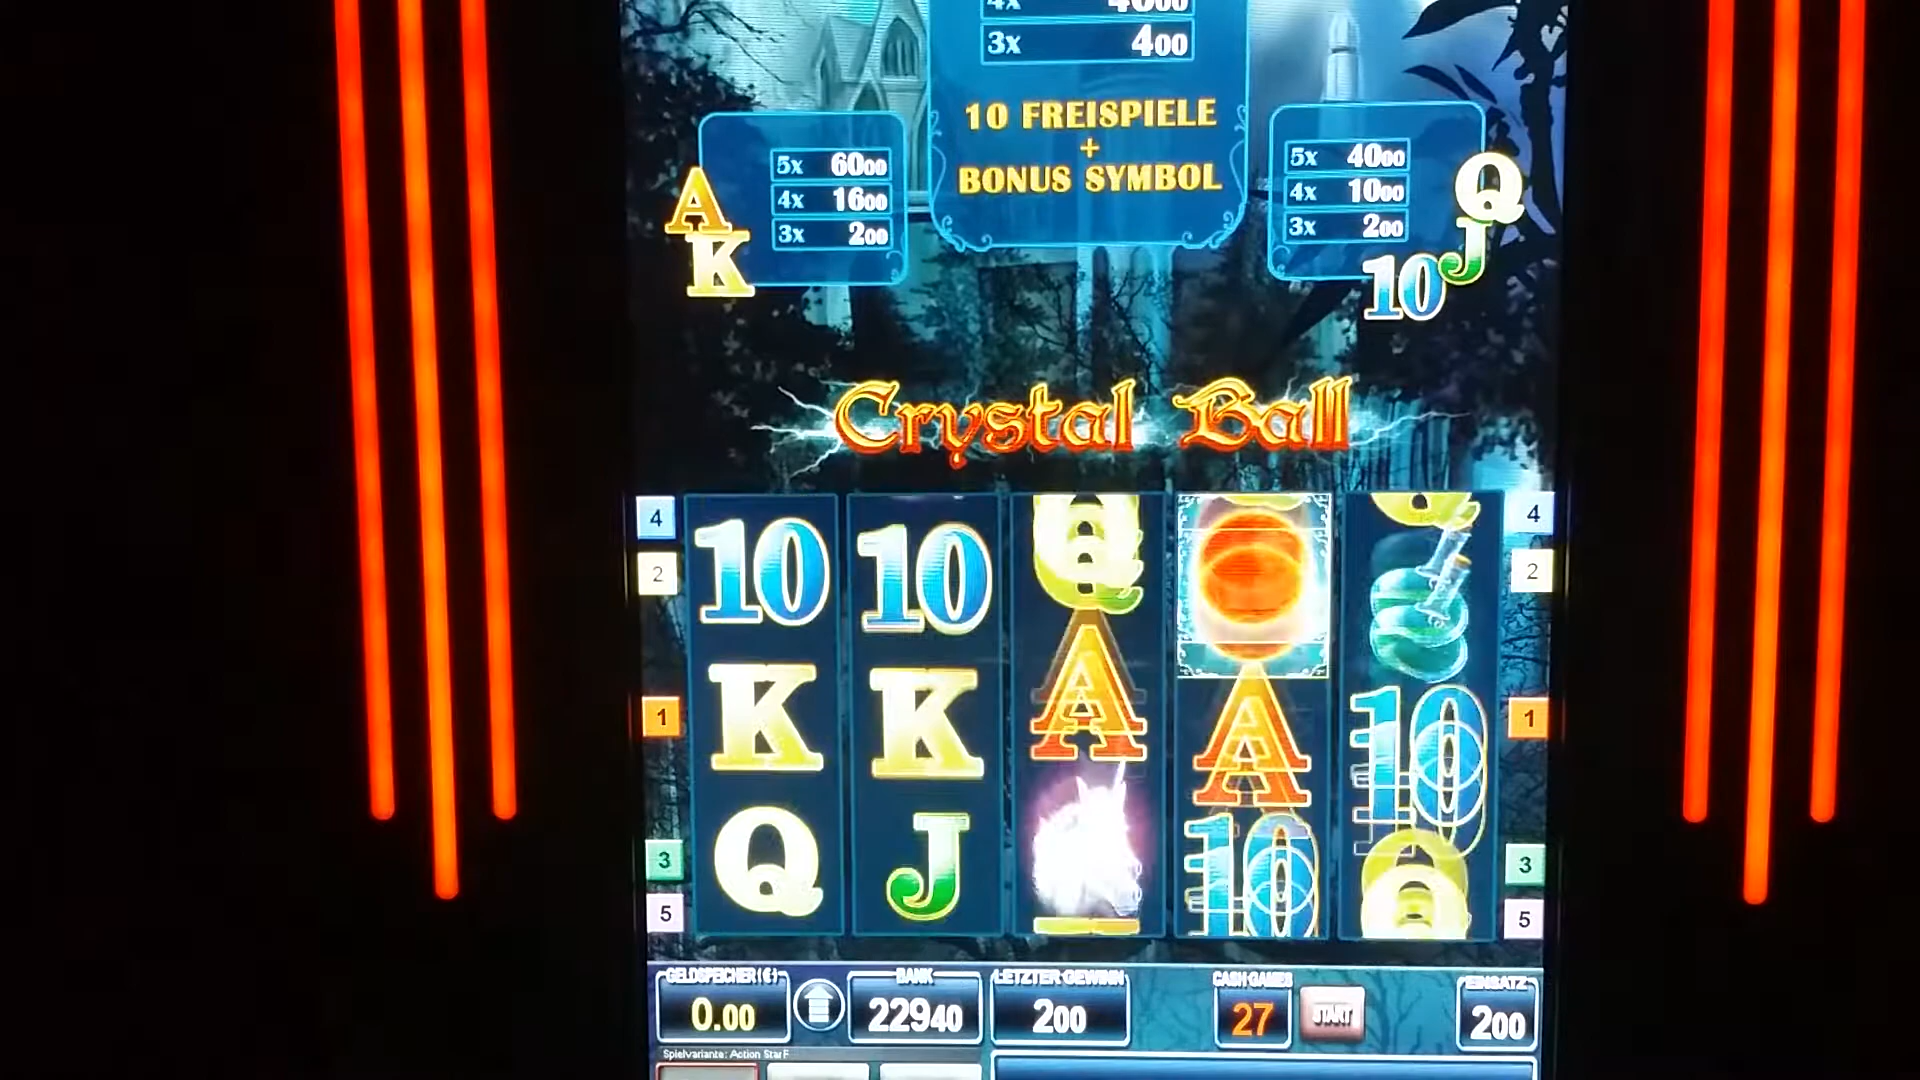 4x 4000
3x 400
10 FREISPIELE
+
BONUS SYMBOL
5x 6000
4x 1600
3x 200
A
K
5x 4000
4x 1000
3x 200
Q
J
10
Crystal Ball
4
2
1
3
5
10 10 Q
K K A A 10
Q J 10 Q
4
2
1
3
5
GELDSPEICHER (€)
0.00
BANK
22940
LETZTER GEWINN
200
CASH GAMES
27
START
EINSATZ
200
Spielvariante: Action Star F